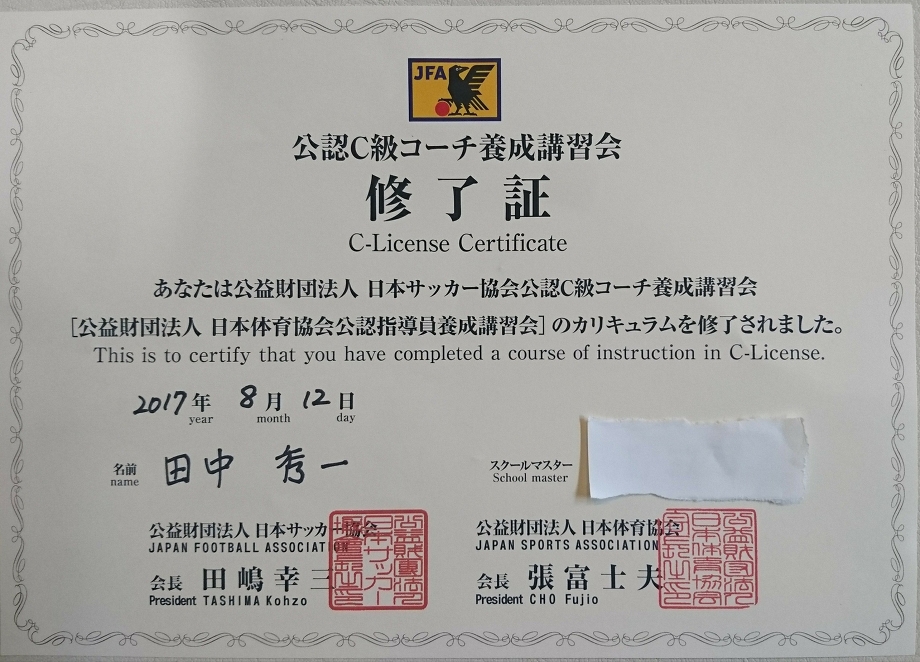 JFA
公認C級コーチ養成講習会
修了証
C-License Certificate
あなたは公益財団法人 日本サッカー協会公認C級コーチ養成講習会
[公益財団法人 日本体育協会公認指導員養成講習会]のカリキュラムを修了されました。
This is to certify that you have completed a course of instruction in C-License.
2017年 8月 12日
year month day
名前 田中 秀一
name
スクールマスター
School master
公益財団法人 日本サッカー協会
JAPAN FOOTBALL ASSOCIATION
会長 田嶋幸三
President TASHIMA Kohzo
公益財団法人 日本体育協会
JAPAN SPORTS ASSOCIATION
会長 張富士夫
President CHO Fujio